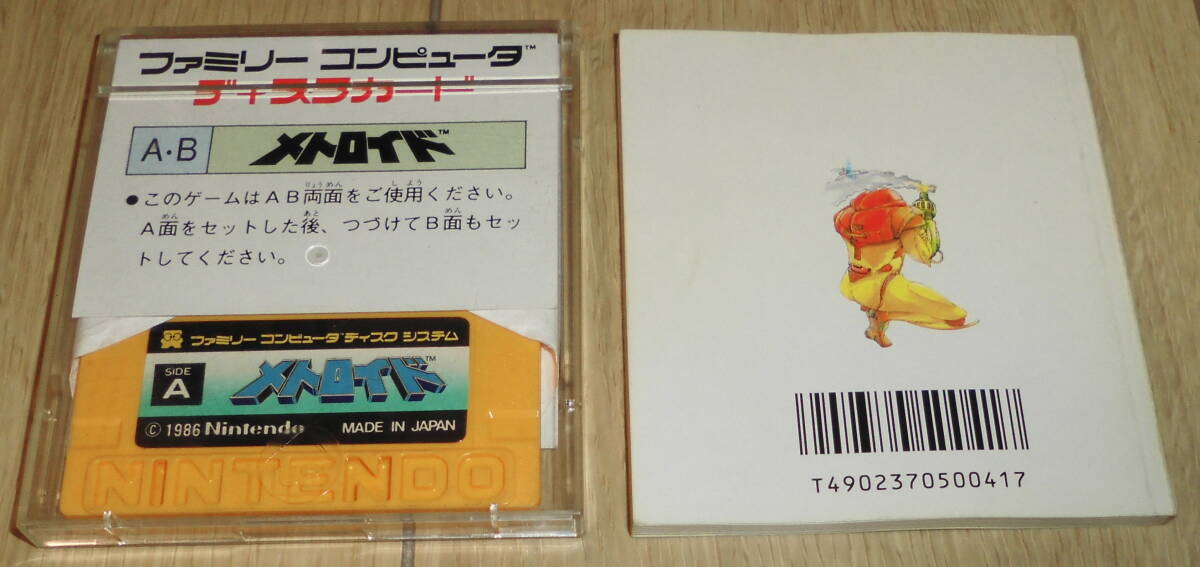 ファミリー コンピュータ™
ディスクカード
A・B メトロイド™
●このゲームはAB両面をご使用ください。
A面をセットした後、つづけてB面もセッ
トしてください。
ファミリー コンピュータ ディスク システム
SIDE
A
メトロイド™
© 1986 Nintendo MADE IN JAPAN
NINTENDO
T4902370500417